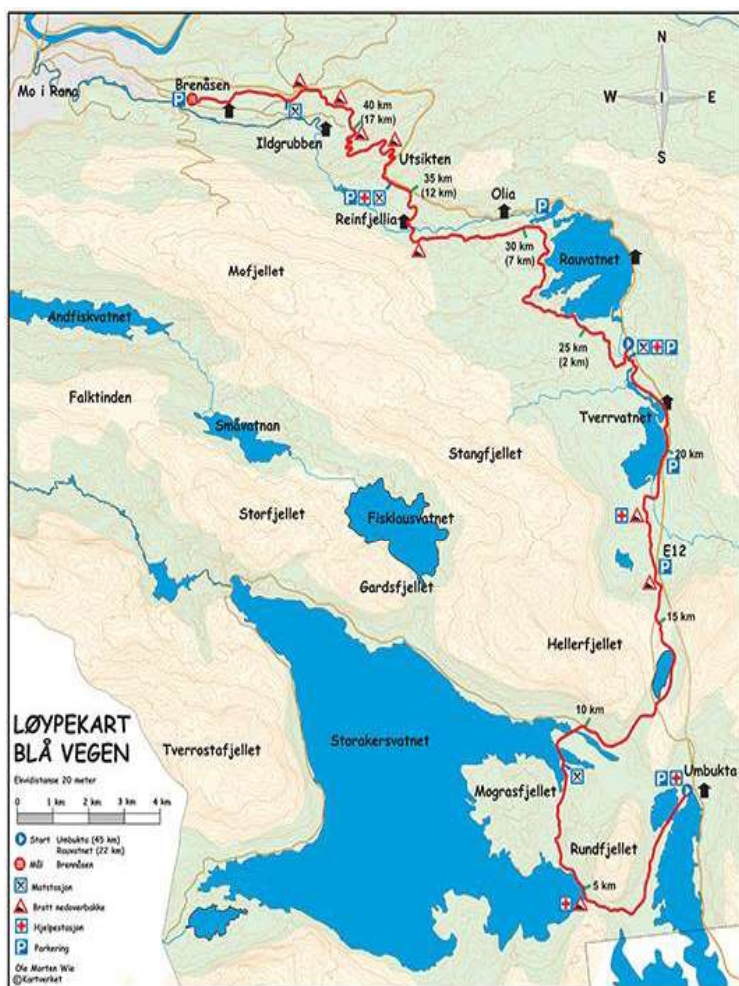 N
Brenåsen
Mo i Rana
P
W
I
E
40 km
(17 km)
Ildgrubben
S
Utsikten
35 km
(12 km)
P
Olia
P
Reinfjellia
30 km
(7 km)
Rauvatnet
Mofjellet
Andfiskvatnet
25 km
(2 km)
P
Falktinden
Tverrvatnet
Småvatnan
Stangfjellet
20 km
P
Storfjellet
Fisklausvatnet
E12
P
Gardsfjellet
15 km
Hellerfjellet
10 km
LØYPEKART
BLÅ VEGEN
Storakersvatnet
Tverrostafjellet
Umbukta
P
Ekvidistanse 20 meter
Mograsfjellet
0 1 km 2 km 3 km 4 km
Rundfjellet
Start Umbukta (45 km)
Rauvatnet (22 km)
Mål Brennåsen
5 km
Matstasjon
Bratt nedoverbakke
Hjelpestasjon
P Parkering
Ole Morten Wie
©Kartverket